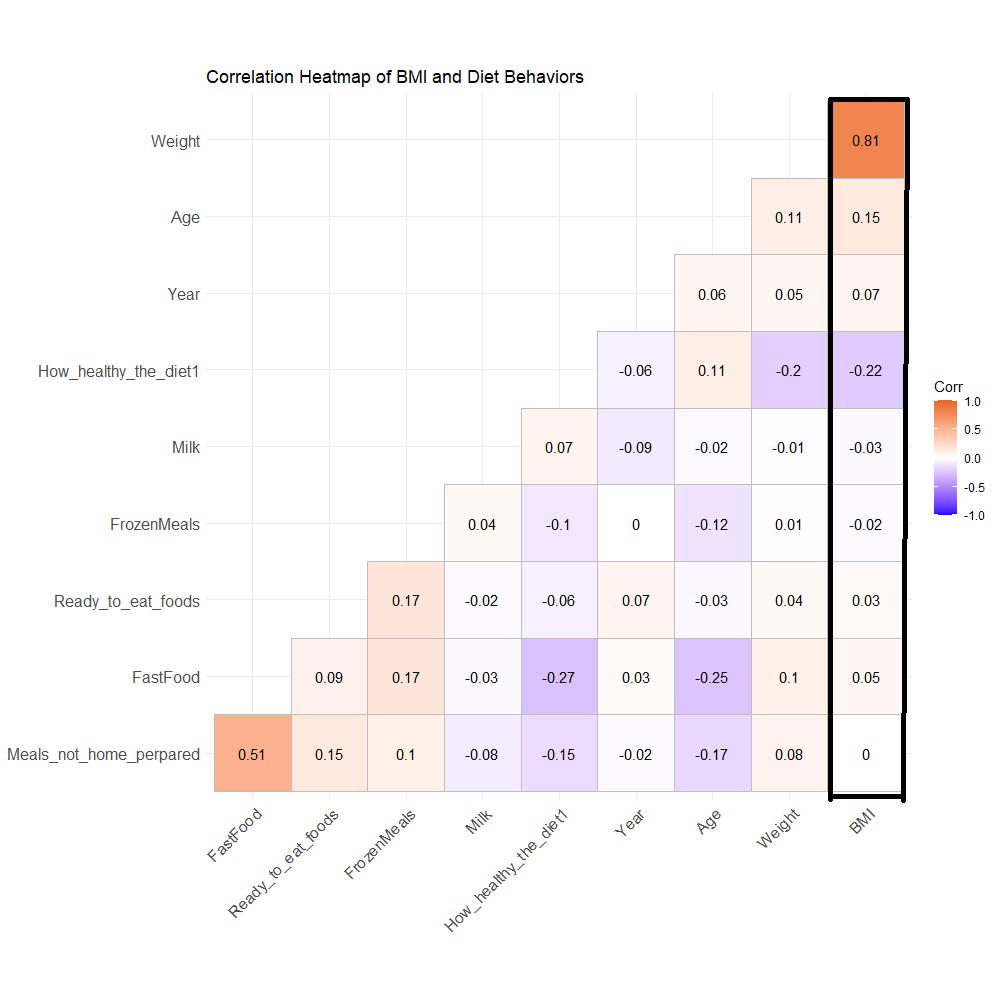 Correlation Heatmap of BMI and Diet Behaviors
Weight 0.81
Age 0.11 0.15
Year 0.06 0.05 0.07
How_healthy_the_diet1 -0.06 0.11 -0.2 -0.22
Milk 0.07 -0.09 -0.02 -0.01 -0.03
FrozenMeals 0.04 -0.1 0 -0.12 0.01 -0.02
Ready_to_eat_foods 0.17 -0.02 -0.06 0.07 -0.03 0.04 0.03
FastFood 0.09 0.17 -0.03 -0.27 0.03 -0.25 0.1 0.05
Meals_not_home_perpared 0.51 0.15 0.1 -0.08 -0.15 -0.02 -0.17 0.08 0
FastFood Ready_to_eat_foods FrozenMeals Milk How_healthy_the_diet1 Year Age Weight BMI
Corr
1.0
0.5
0.0
-0.5
-1.0